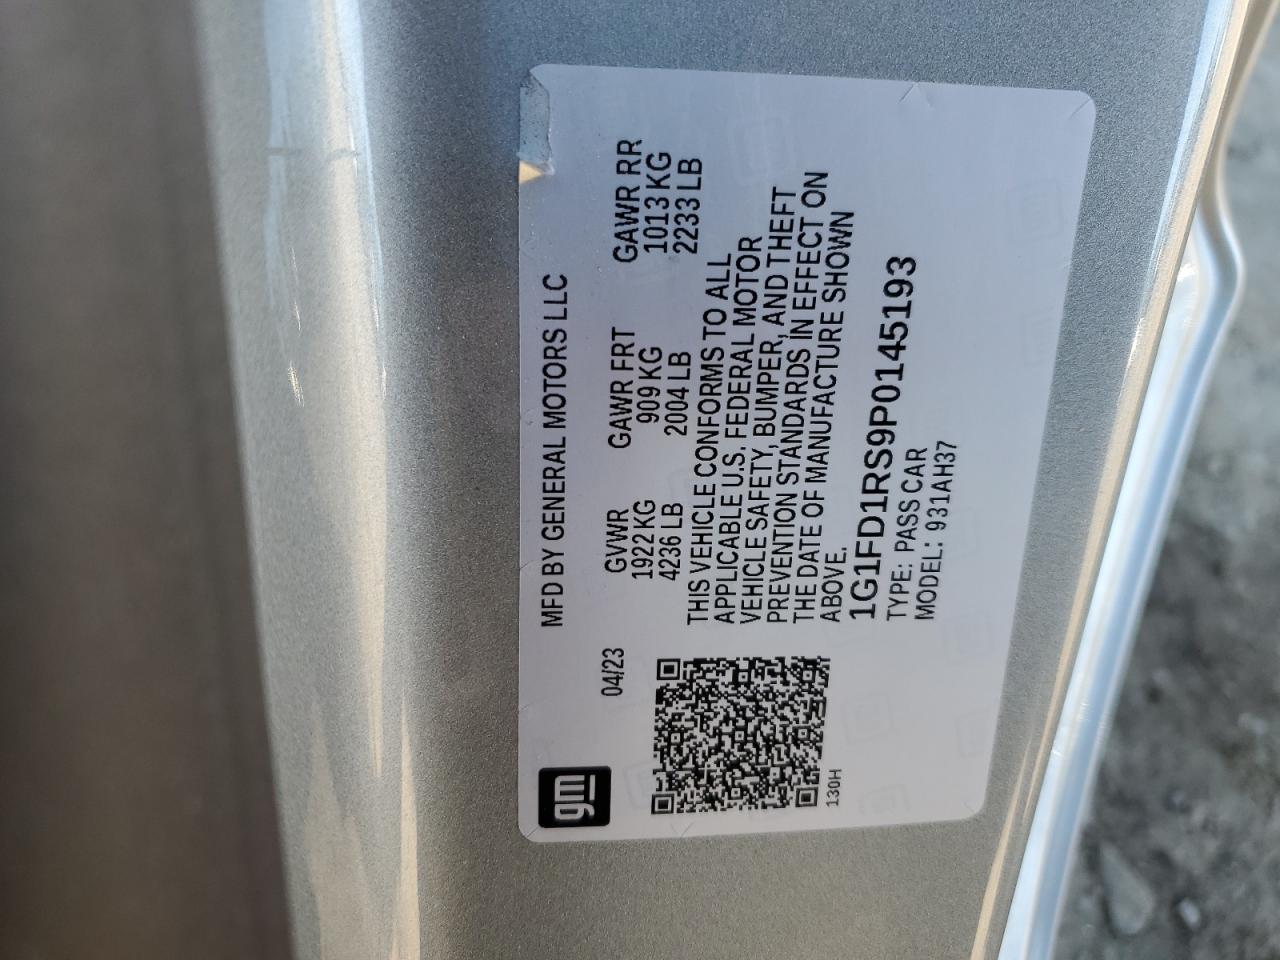 gm
MFD BY GENERAL MOTORS LLC
04/23
GVWR GAWR FRT GAWR RR
1922 KG 909 KG 1013 KG
4236 LB 2004 LB 2233 LB
THIS VEHICLE CONFORMS TO ALL
APPLICABLE U.S. FEDERAL MOTOR
VEHICLE SAFETY, BUMPER, AND THEFT
PREVENTION STANDARDS IN EFFECT ON
THE DATE OF MANUFACTURE SHOWN
ABOVE.
1G1FD1RS9P0145193
TYPE: PASS CAR
MODEL: 931AH37
130H